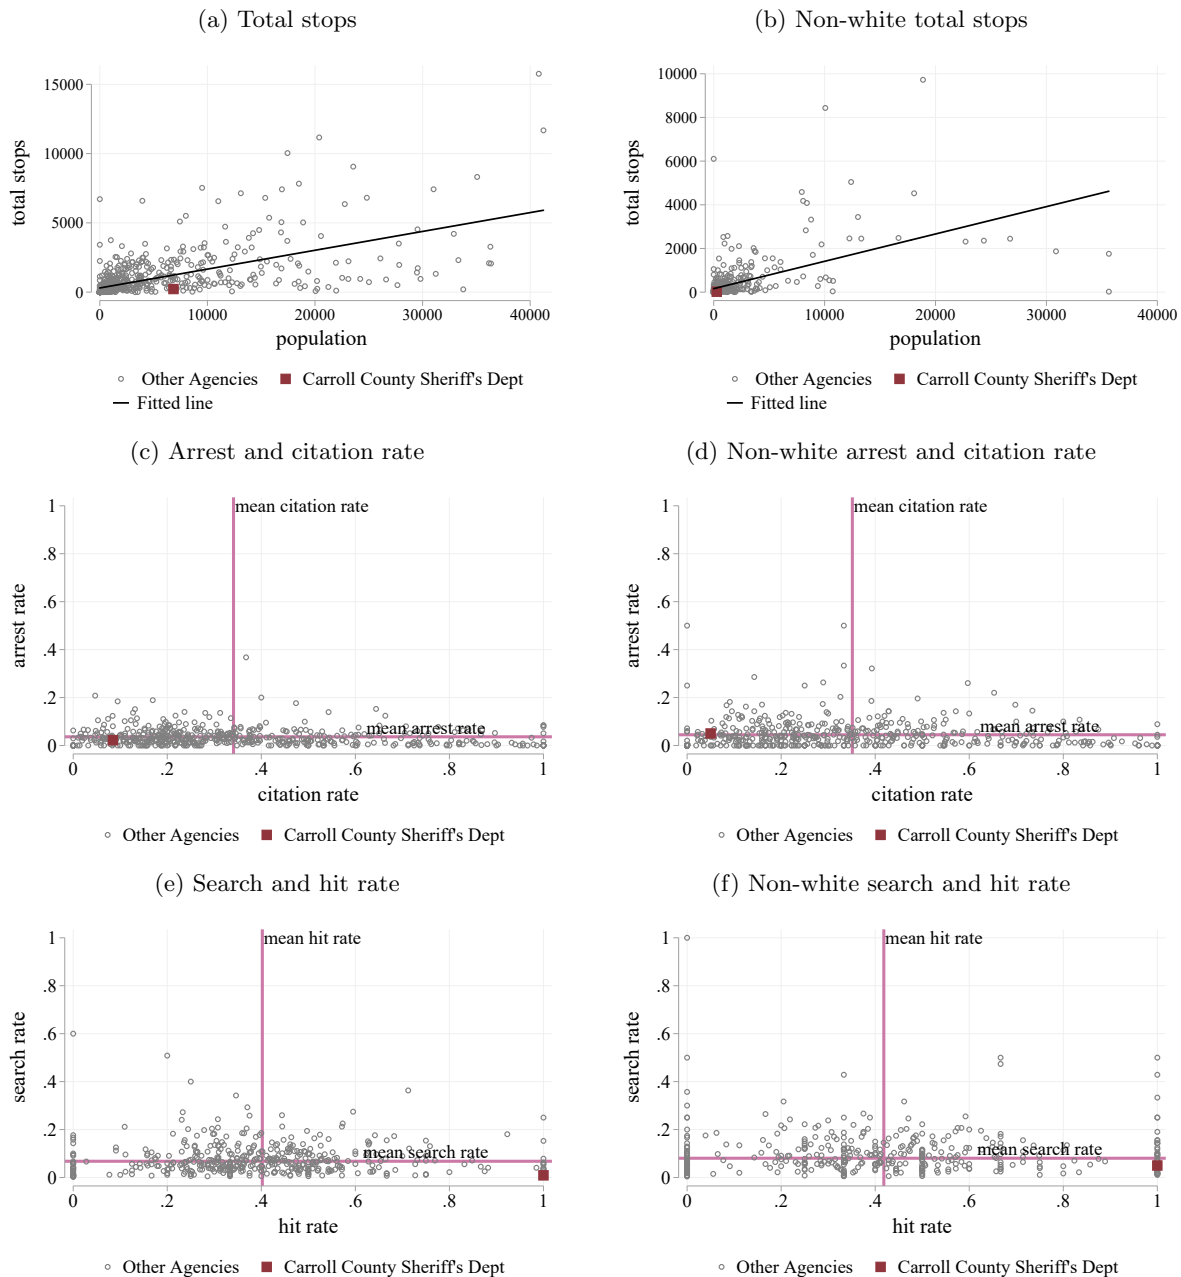 (a) Total stops
(b) Non-white total stops
total stops
15000
10000
5000
0
0 10000 20000 30000 40000
population
Other Agencies Carroll County Sheriff's Dept
Fitted line
total stops
10000
8000
6000
4000
2000
0
0 10000 20000 30000 40000
population
Other Agencies Carroll County Sheriff's Dept
Fitted line
(c) Arrest and citation rate
(d) Non-white arrest and citation rate
arrest rate
1
.8
.6
.4
.2
0
mean citation rate
mean arrest rate
0 .2 .4 .6 .8 1
citation rate
Other Agencies Carroll County Sheriff's Dept
arrest rate
1
.8
.6
.4
.2
0
mean citation rate
mean arrest rate
0 .2 .4 .6 .8 1
citation rate
Other Agencies Carroll County Sheriff's Dept
(e) Search and hit rate
(f) Non-white search and hit rate
search rate
1
.8
.6
.4
.2
0
mean hit rate
mean search rate
0 .2 .4 .6 .8 1
hit rate
Other Agencies Carroll County Sheriff's Dept
search rate
1
.8
.6
.4
.2
0
mean hit rate
mean search rate
0 .2 .4 .6 .8 1
hit rate
Other Agencies Carroll County Sheriff's Dept